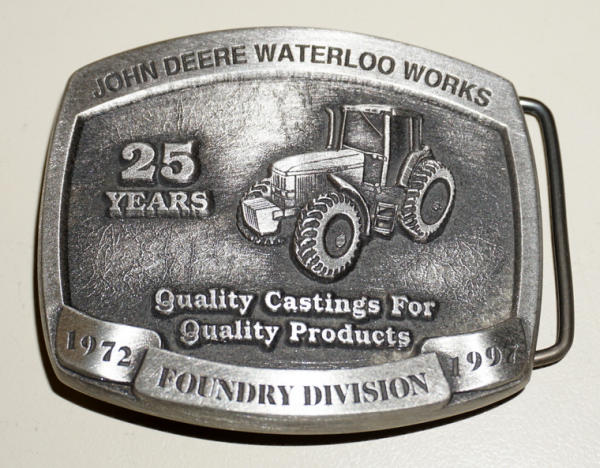 JOHN DEERE WATERLOO WORKS
25
YEARS
Quality Castings For
Quality Products
1972
FOUNDRY DIVISION
1997